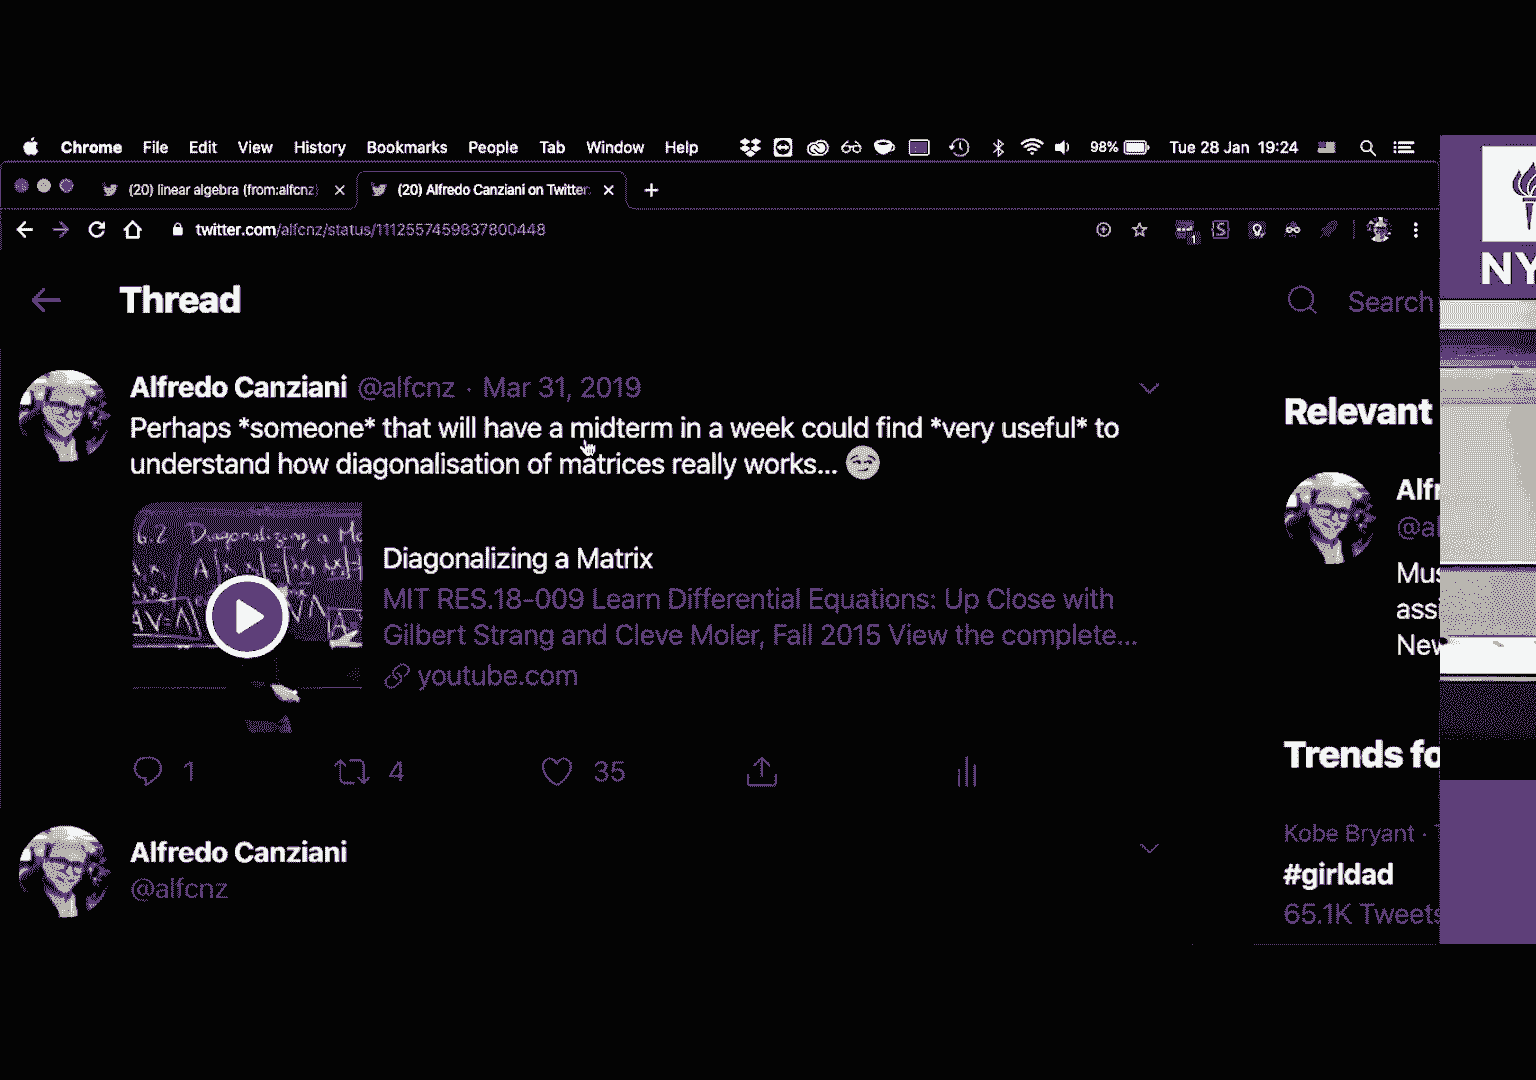 Chrome File Edit View History Bookmarks People Tab Window Help 98% Tue 28 Jan 19:24
(20) linear algebra (from:alfcnz)
(20) Alfredo Canziani on Twitter:
twitter.com/alfcnz/status/1112557459837800448
NY
Thread
Search
Alfredo Canziani @alfcnz · Mar 31, 2019
Perhaps *someone* that will have a midterm in a week could find *very useful* to
understand how diagonalisation of matrices really works...
6.2 Diagonalizing a Ma
Diagonalizing a Matrix
MIT RES.18-009 Learn Differential Equations: Up Close with
Gilbert Strang and Cleve Moler, Fall 2015 View the complete...
youtube.com
1 4 35
Alfredo Canziani
@alfcnz
Relevant
Alfr
@al
Mus
assi
New
Trends fo
Kobe Bryant ·
#girldad
65.1K Tweets